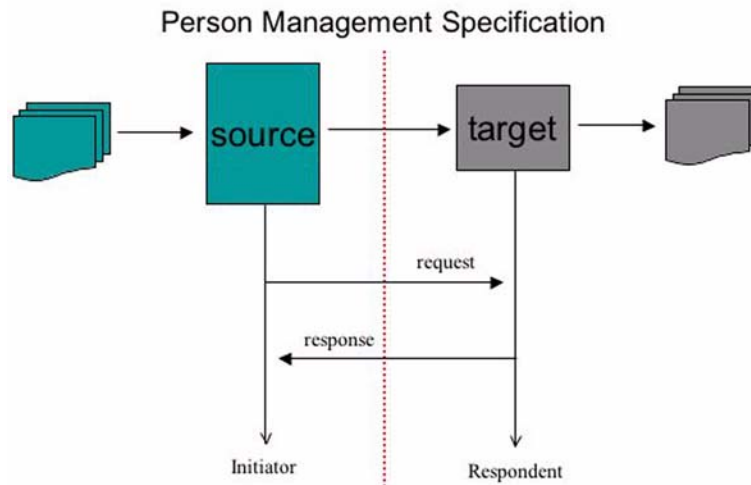 Person Management Specification
source
target
request
response
Initiator
Respondent